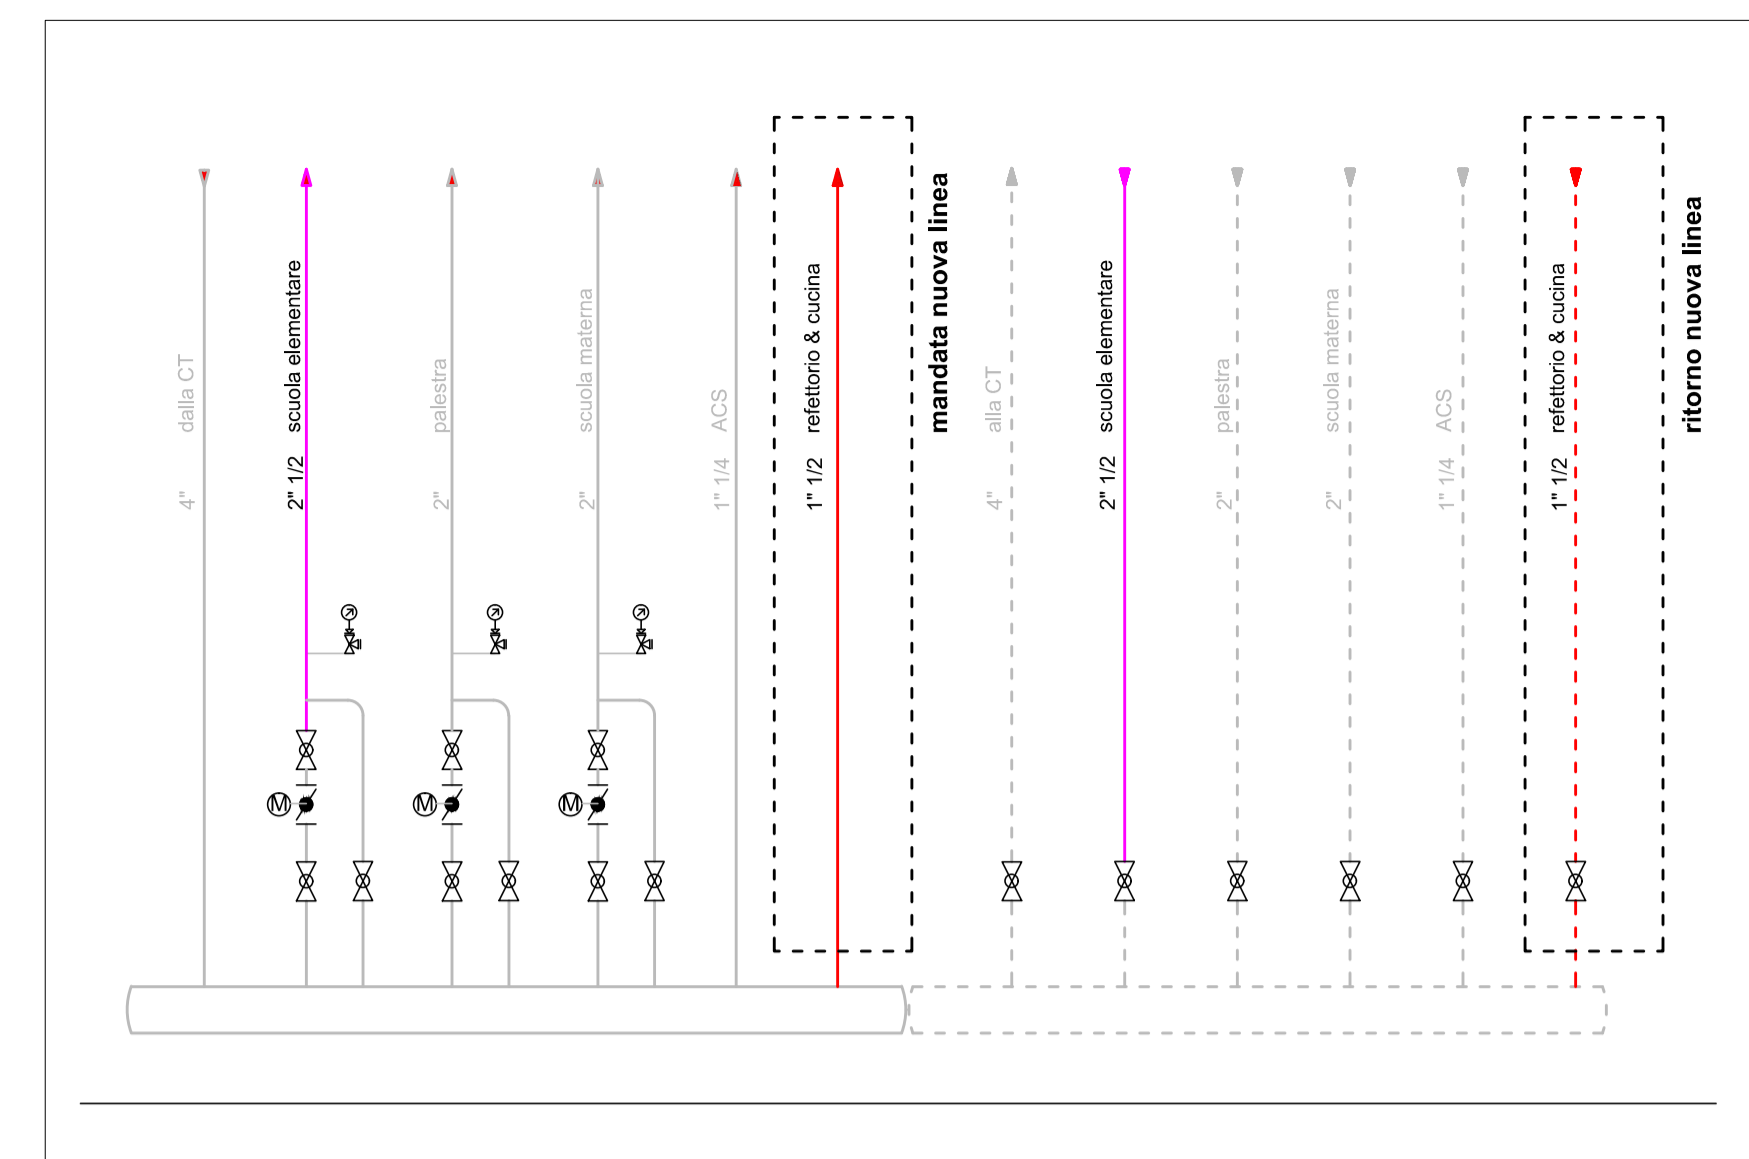 4" dalla CT
2" 1/2 scuola elementare
2" palestra
2" scuola materna
1" 1/4 ACS
1" 1/2 refettorio & cucina
mandata nuova linea
4" alla CT
2" 1/2 scuola elementare
2" palestra
2" scuola materna
1" 1/4 ACS
1" 1/2 refettorio & cucina
ritorno nuova linea
M
M
M